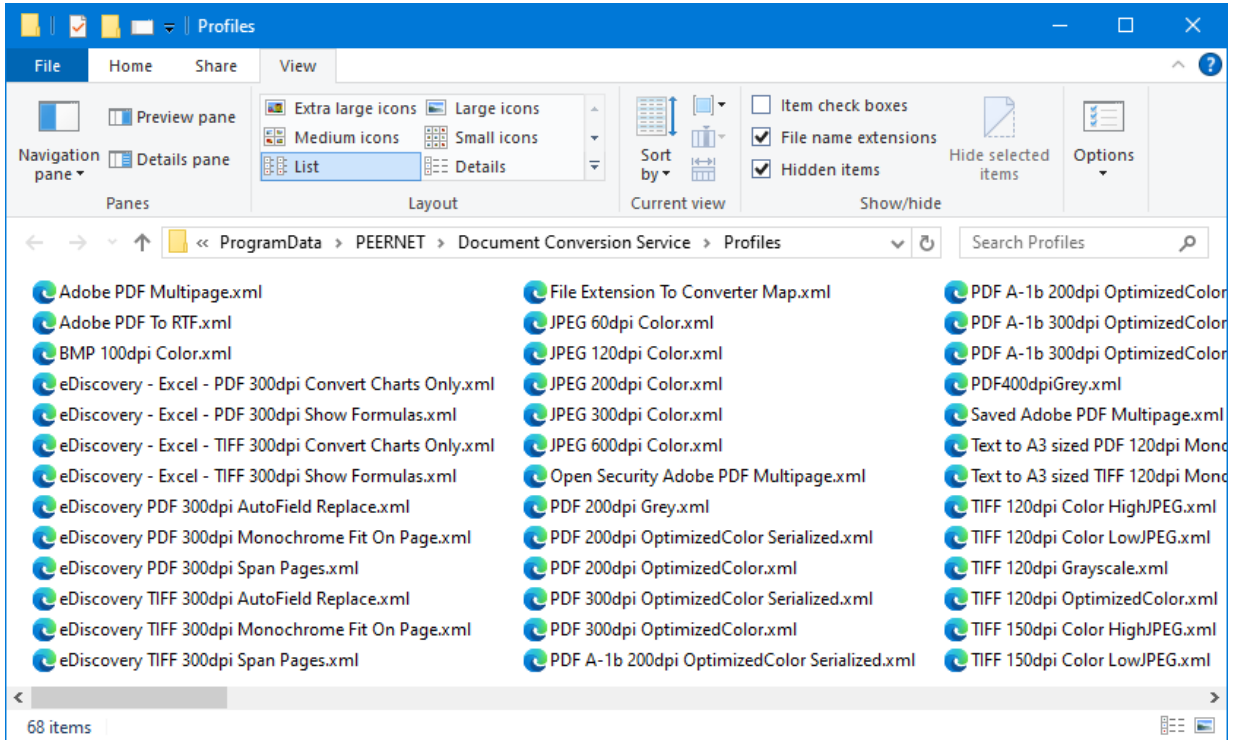 Profiles
File Home Share View
Navigation pane
Preview pane
Details pane
Panes
Extra large icons Large icons
Medium icons Small icons
List Details
Layout
Sort by
Current view
Item check boxes
File name extensions
Hidden items
Hide selected items
Show/hide
Options
« ProgramData > PEERNET > Document Conversion Service > Profiles
Search Profiles
Adobe PDF Multipage.xml
Adobe PDF To RTF.xml
BMP 100dpi Color.xml
eDiscovery - Excel - PDF 300dpi Convert Charts Only.xml
eDiscovery - Excel - PDF 300dpi Show Formulas.xml
eDiscovery - Excel - TIFF 300dpi Convert Charts Only.xml
eDiscovery - Excel - TIFF 300dpi Show Formulas.xml
eDiscovery PDF 300dpi AutoField Replace.xml
eDiscovery PDF 300dpi Monochrome Fit On Page.xml
eDiscovery PDF 300dpi Span Pages.xml
eDiscovery TIFF 300dpi AutoField Replace.xml
eDiscovery TIFF 300dpi Monochrome Fit On Page.xml
eDiscovery TIFF 300dpi Span Pages.xml
File Extension To Converter Map.xml
JPEG 60dpi Color.xml
JPEG 120dpi Color.xml
JPEG 200dpi Color.xml
JPEG 300dpi Color.xml
JPEG 600dpi Color.xml
Open Security Adobe PDF Multipage.xml
PDF 200dpi Grey.xml
PDF 200dpi OptimizedColor Serialized.xml
PDF 200dpi OptimizedColor.xml
PDF 300dpi OptimizedColor Serialized.xml
PDF 300dpi OptimizedColor.xml
PDF A-1b 200dpi OptimizedColor Serialized.xml
PDF A-1b 200dpi OptimizedColor
PDF A-1b 300dpi OptimizedColor
PDF A-1b 300dpi OptimizedColor
PDF400dpiGrey.xml
Saved Adobe PDF Multipage.xml
Text to A3 sized PDF 120dpi Mono
Text to A3 sized TIFF 120dpi Mono
TIFF 120dpi Color HighJPEG.xml
TIFF 120dpi Color LowJPEG.xml
TIFF 120dpi Grayscale.xml
TIFF 120dpi OptimizedColor.xml
TIFF 150dpi Color HighJPEG.xml
TIFF 150dpi Color LowJPEG.xml
68 items